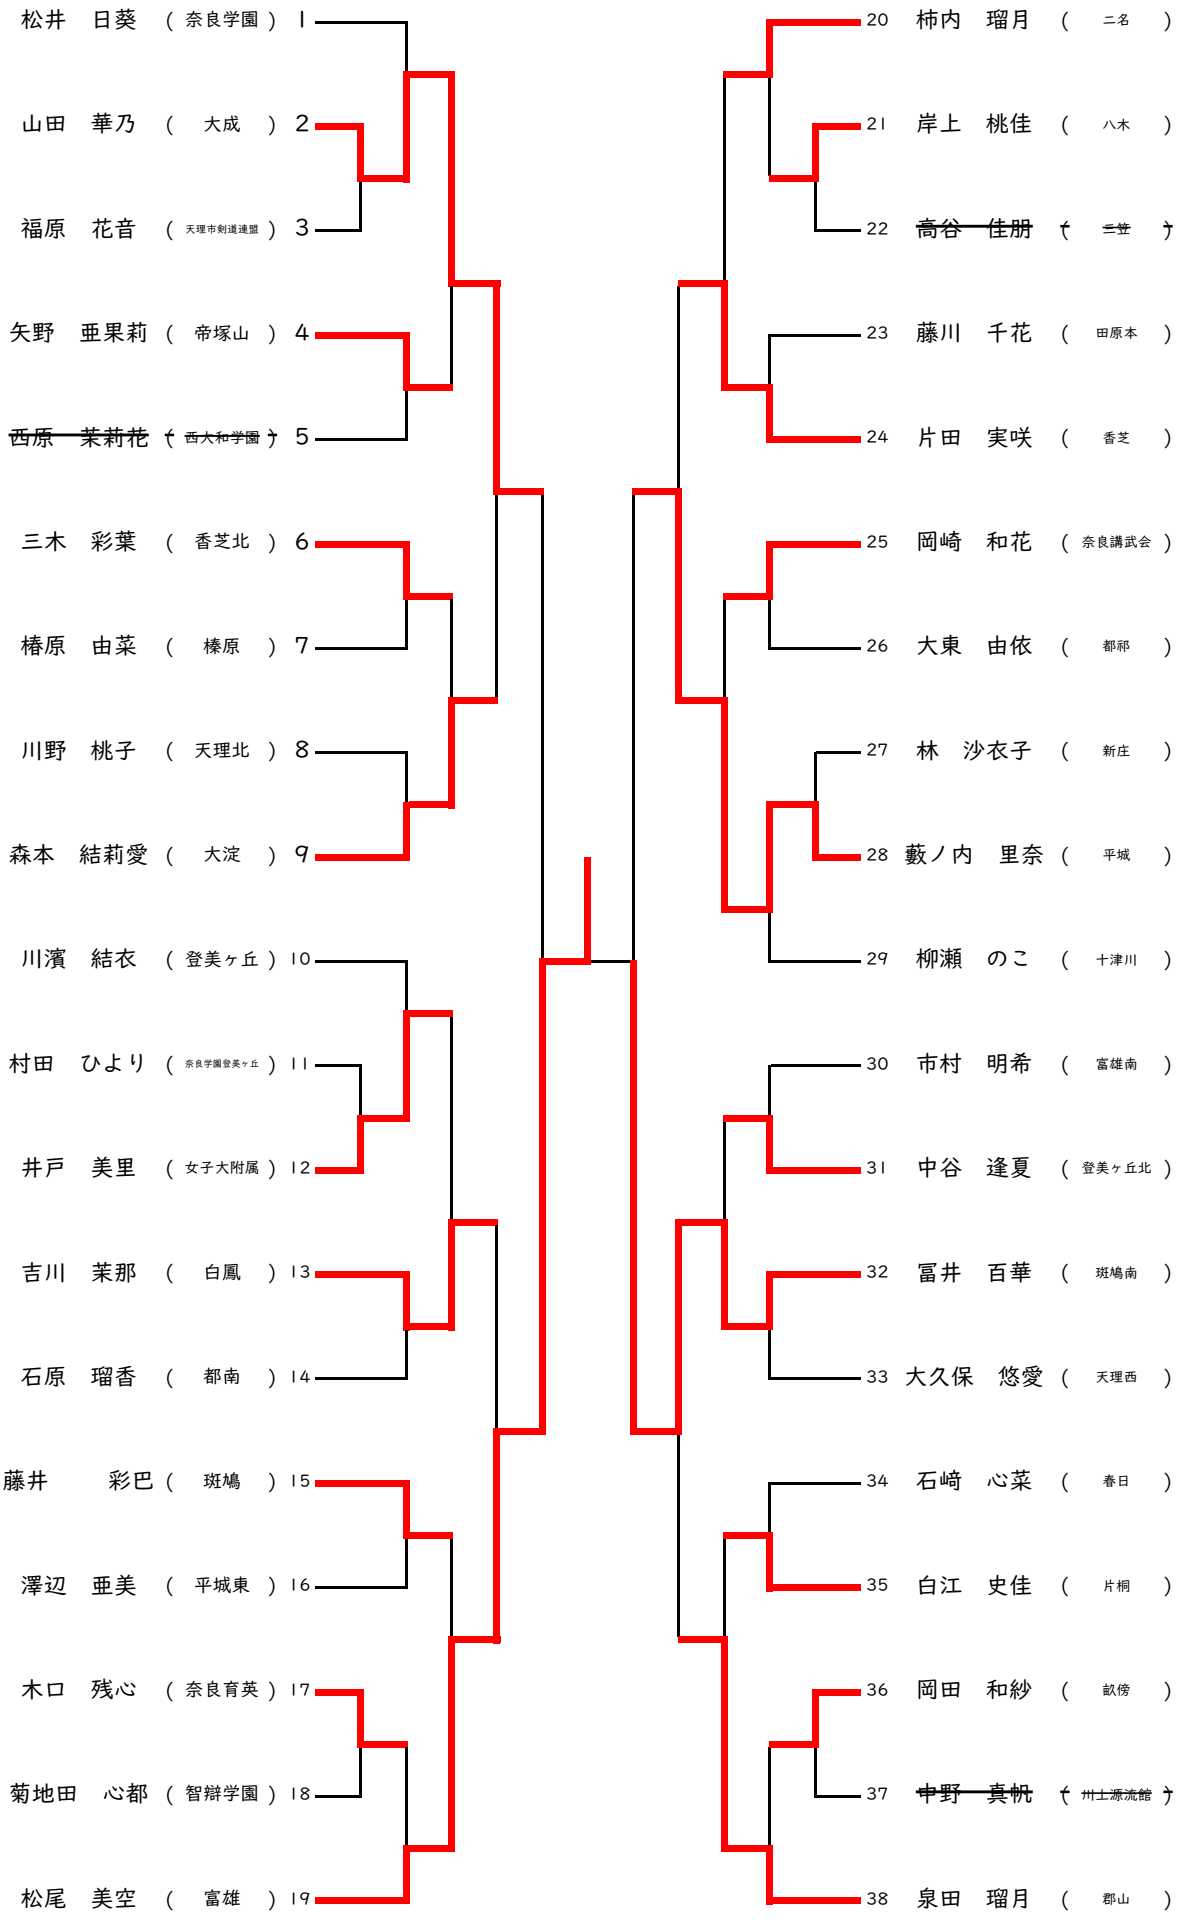 松井　日葵 ( 奈良学園 ) 1
山田　華乃 ( 大成 ) 2
福原　花音 ( 天理市剣道連盟 ) 3
矢野　亜果莉 ( 帝塚山 ) 4
西原　茉莉花 ( 西大和学園 ) 5
三木　彩葉 ( 香芝北 ) 6
椿原　由菜 ( 榛原 ) 7
川野　桃子 ( 天理北 ) 8
森本　結莉愛 ( 大淀 ) 9
川濱　結衣 ( 登美ヶ丘 ) 10
村田　ひより ( 奈良学園登美ヶ丘 ) 11
井戸　美里 ( 女子大附属 ) 12
吉川　茉那 ( 白鳳 ) 13
石原　瑠香 ( 都南 ) 14
藤井　彩巴 ( 斑鳩 ) 15
澤辺　亜美 ( 平城東 ) 16
木口　残心 ( 奈良育英 ) 17
菊地田　心都 ( 智辯学園 ) 18
松尾　美空 ( 富雄 ) 19
20 柿内　瑠月 ( 二名 )
21 岸上　桃佳 ( 八木 )
22 高谷　佳朋 ( 三笠 )
23 藤川　千花 ( 田原本 )
24 片田　実咲 ( 香芝 )
25 岡崎　和花 ( 奈良講武会 )
26 大東　由依 ( 都祁 )
27 林　沙衣子 ( 新庄 )
28 藪ノ内　里奈 ( 平城 )
29 柳瀬　のこ ( 十津川 )
30 市村　明希 ( 富雄南 )
31 中谷　逢夏 ( 登美ヶ丘北 )
32 冨井　百華 ( 斑鳩南 )
33 大久保　悠愛 ( 天理西 )
34 石﨑　心菜 ( 春日 )
35 白江　史佳 ( 片桐 )
36 岡田　和紗 ( 畝傍 )
37 中野　真帆 ( 川上源流館 )
38 泉田　瑠月 ( 郡山 )